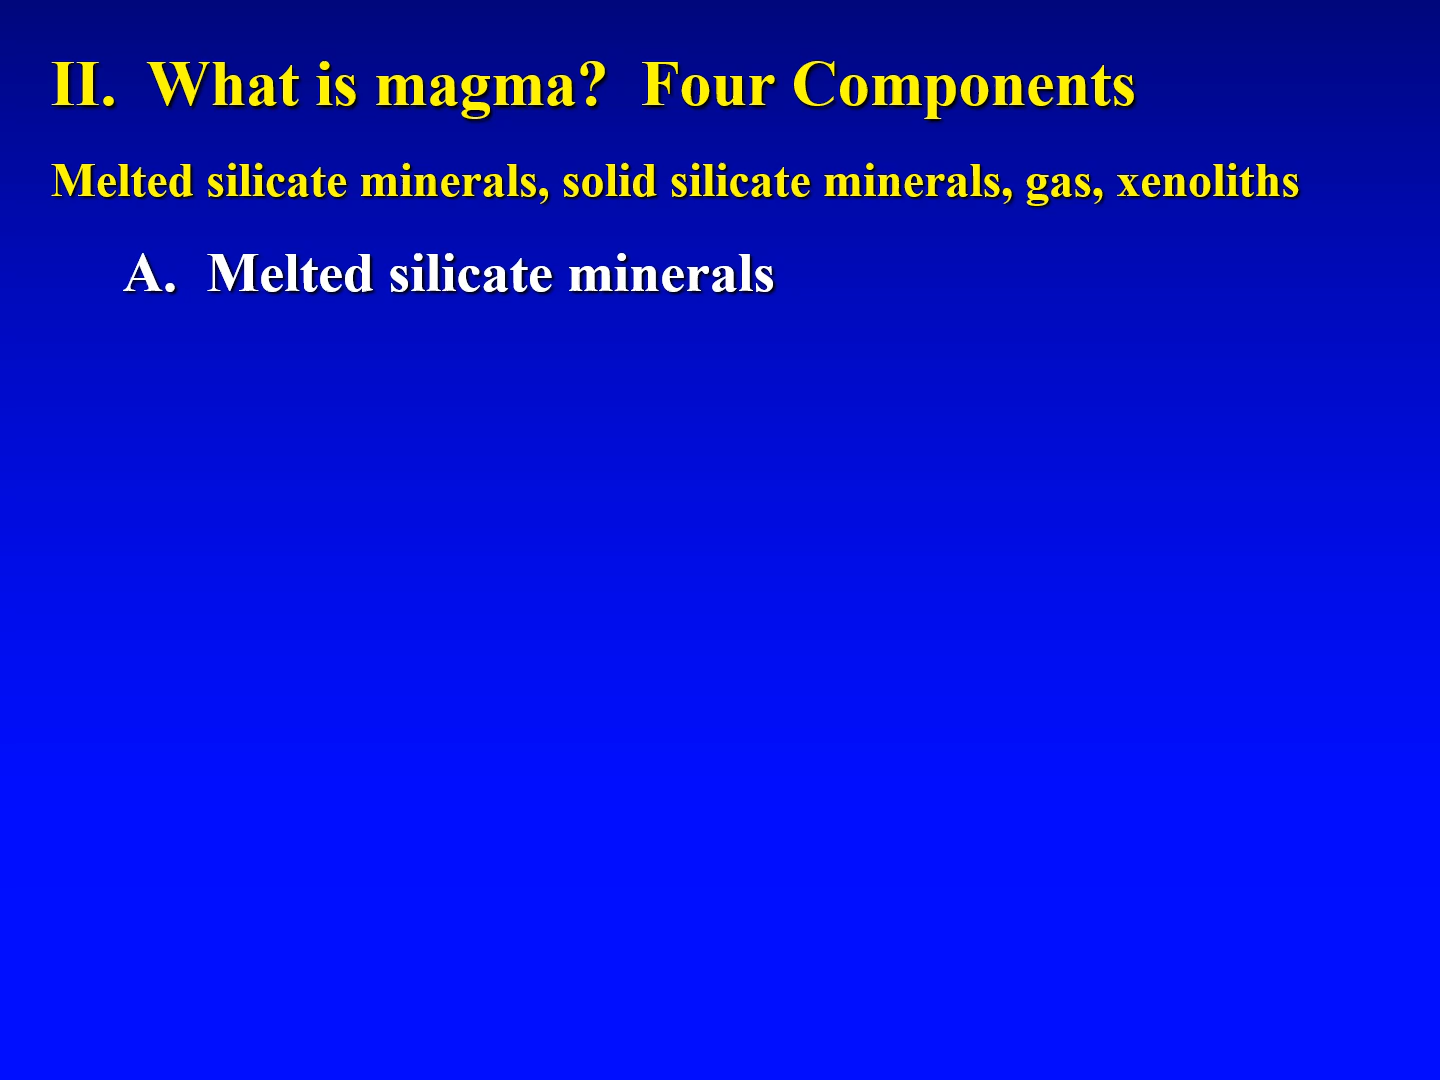 II.  What is magma?  Four Components
Melted silicate minerals, solid silicate minerals, gas, xenoliths
A.  Melted silicate minerals